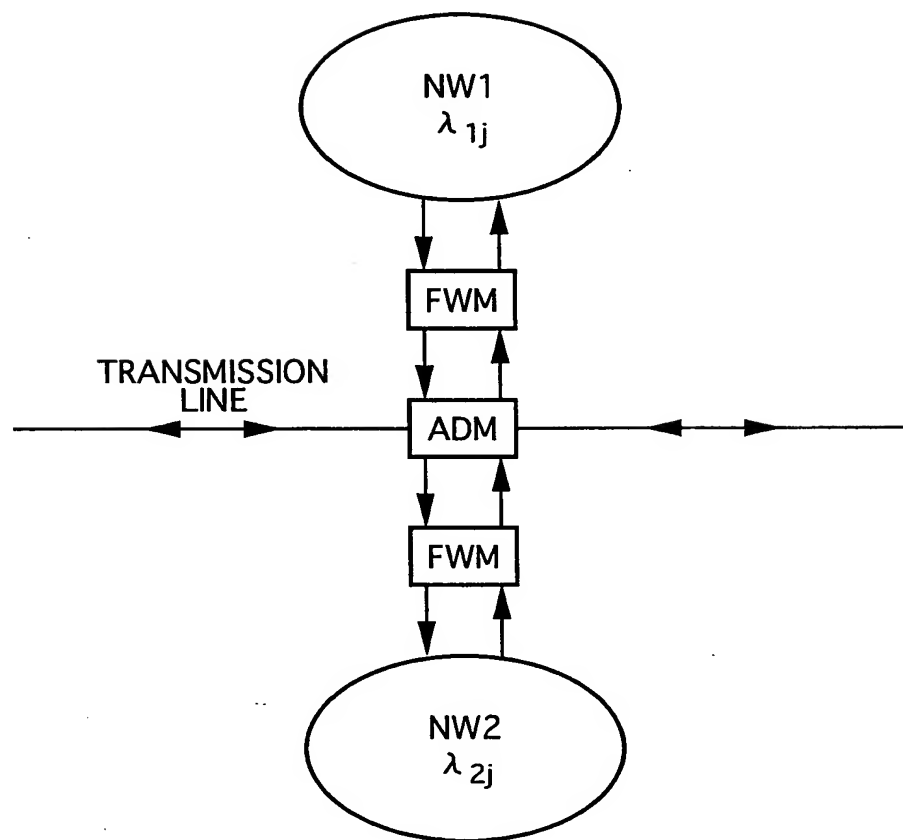 NW1
λ 1j
FWM
TRANSMISSION
LINE
ADM
FWM
NW2
λ 2j